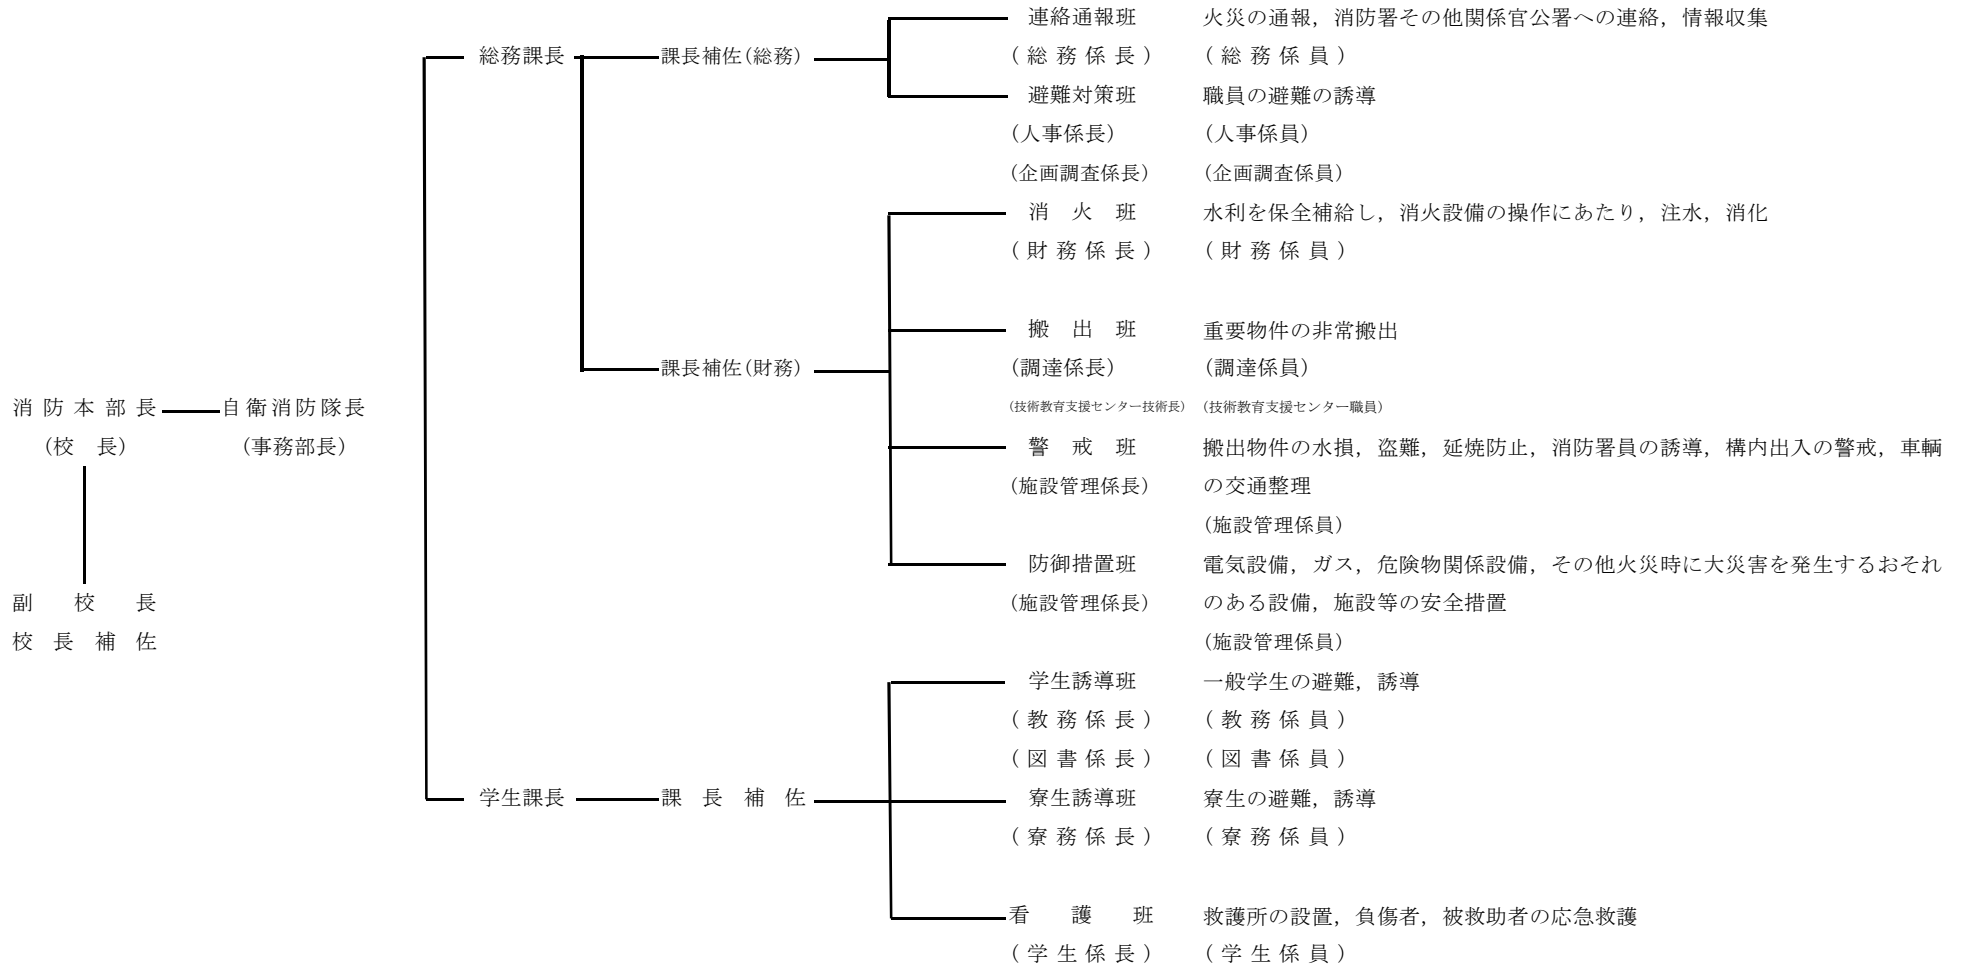 連絡通報班 火災の通報，消防署その他関係官公署への連絡，情報収集
総務課長 課長補佐(総務) (総務係長) (総務係員)
避難対策班 職員の避難の誘導
(人事係長) (人事係員)
(企画調査係長) (企画調査係員)
消火班 水利を保全補給し，消火設備の操作にあたり，注水，消化
(財務係長) (財務係員)
搬出班 重要物件の非常搬出
課長補佐(財務) (調達係長) (調達係員)
消防本部長 自衛消防隊長 (技術教育支援センター技術長) (技術教育支援センター職員)
(校 長) (事務部長) 警戒班 搬出物件の水損，盗難，延焼防止，消防署員の誘導，構内出入の警戒，車輌
(施設管理係長) の交通整理
(施設管理係員)
防御措置班 電気設備，ガス，危険物関係設備，その他火災時に大災害を発生するおそれ
副校長 (施設管理係長) のある設備，施設等の安全措置
校長補佐 (施設管理係員)
学生誘導班 一般学生の避難，誘導
(教務係長) (教務係員)
(図書係長) (図書係員)
学生課長 課長補佐 寮生誘導班 寮生の避難，誘導
(寮務係長) (寮務係員)
看護班 救護所の設置，負傷者，被救助者の応急救護
(学生係長) (学生係員)